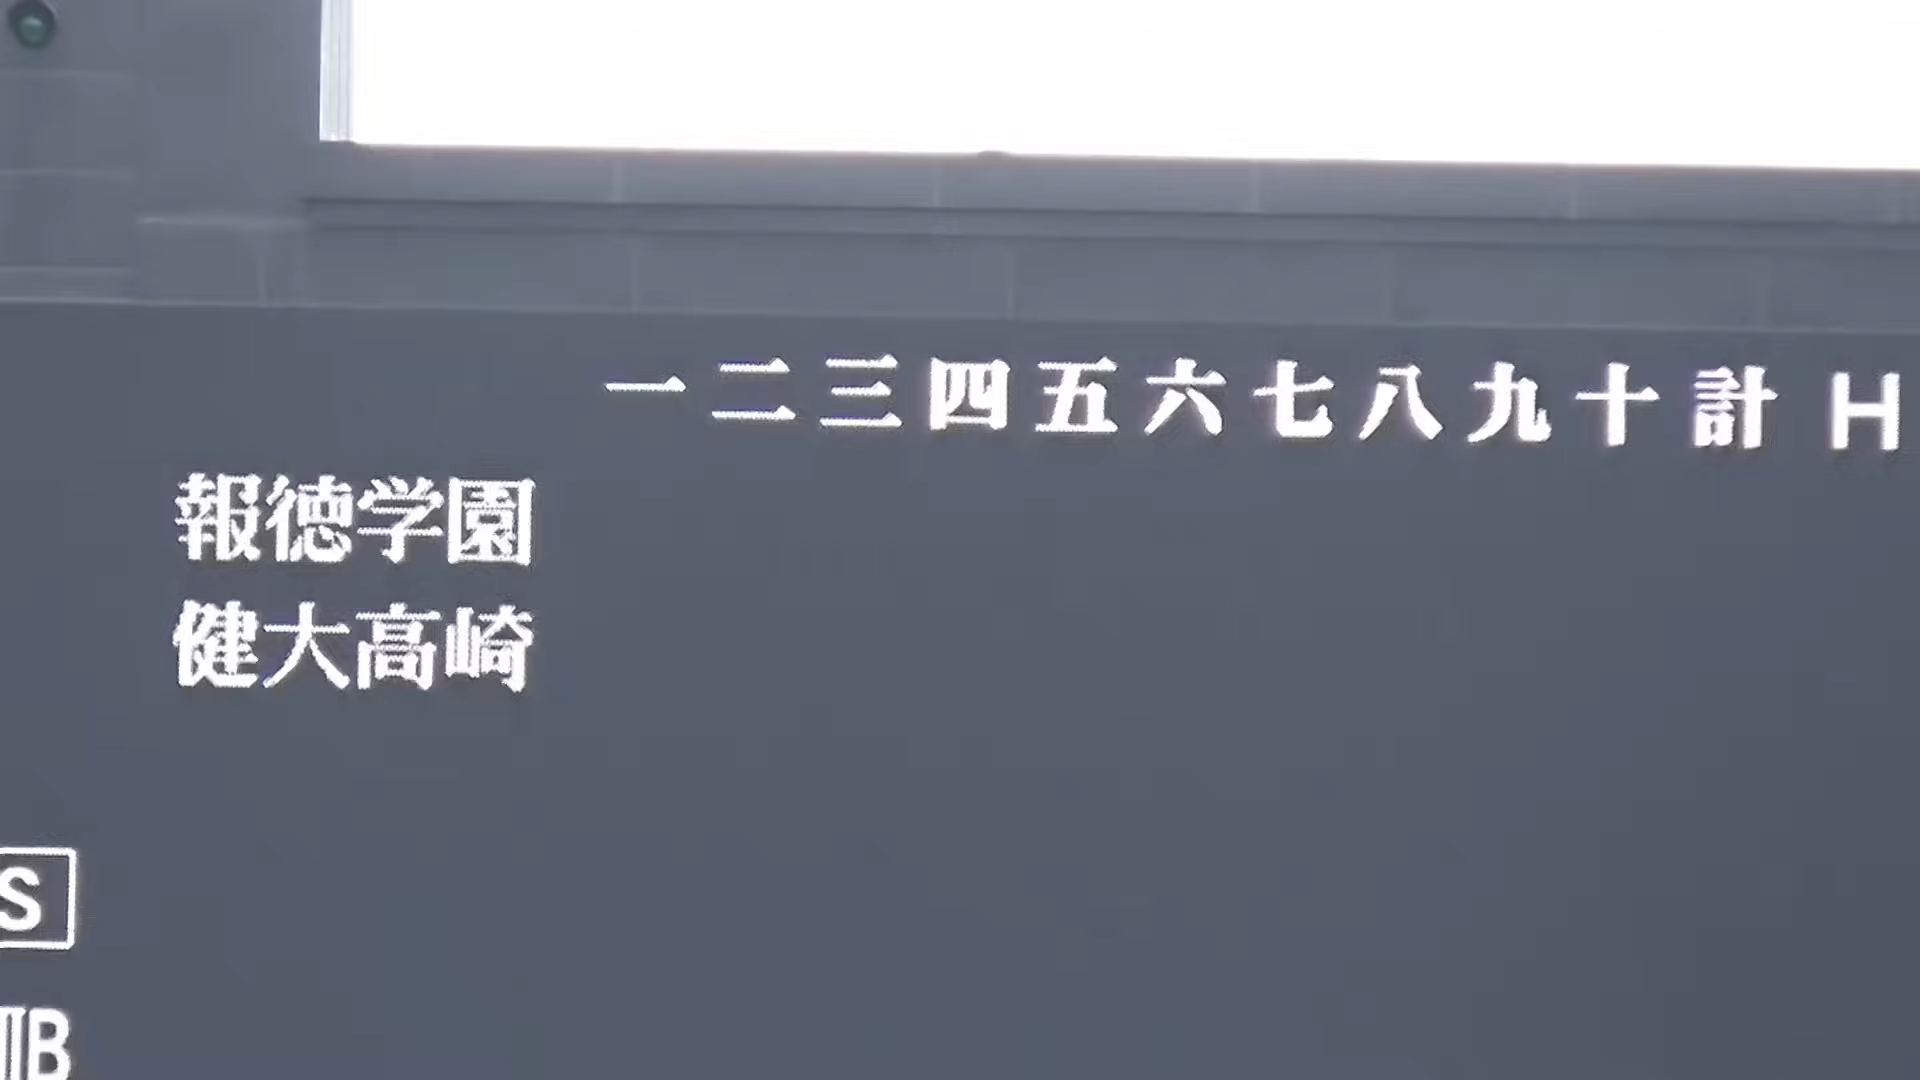 一 二 三 四 五 六 七 八 九 十 計 H
報徳学園
健大高崎
S
ⅡB